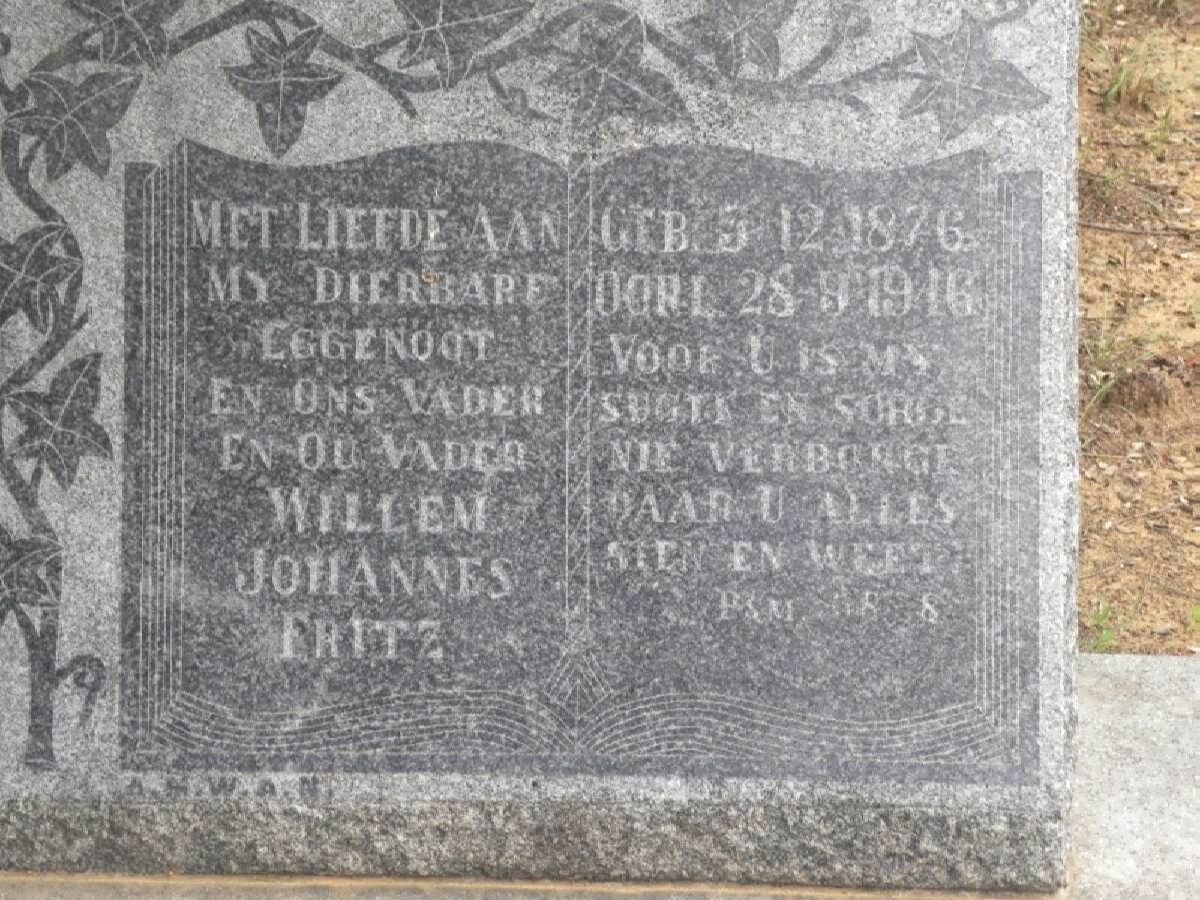 MET LIEFDE AAN
MY DIERBARE
EGGENOOT
EN ONS VADER
EN OU VADER
WILLEM
JOHANNES
FRITZ
GEB. 5-12-1876.
OORL. 28-9-1946.
VOOR U IS MY
SUGTE EN SORGE
NIE VERBORGE
DAAR U ALLES
SIEN EN WEET.
PSM. 8